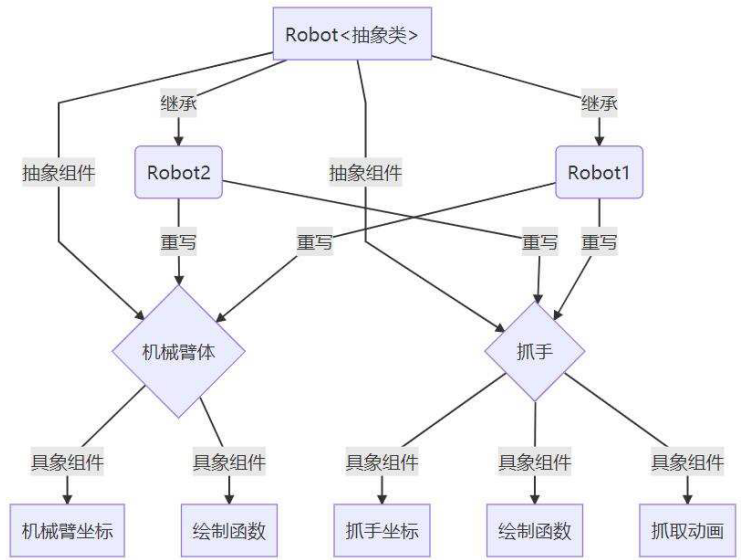 Robot<抽象类>
继承
继承
抽象组件
Robot2
抽象组件
Robot1
重写
重写
重写
重写
机械臂体
抓手
具象组件
具象组件
具象组件
具象组件
具象组件
机械臂坐标
绘制函数
抓手坐标
绘制函数
抓取动画